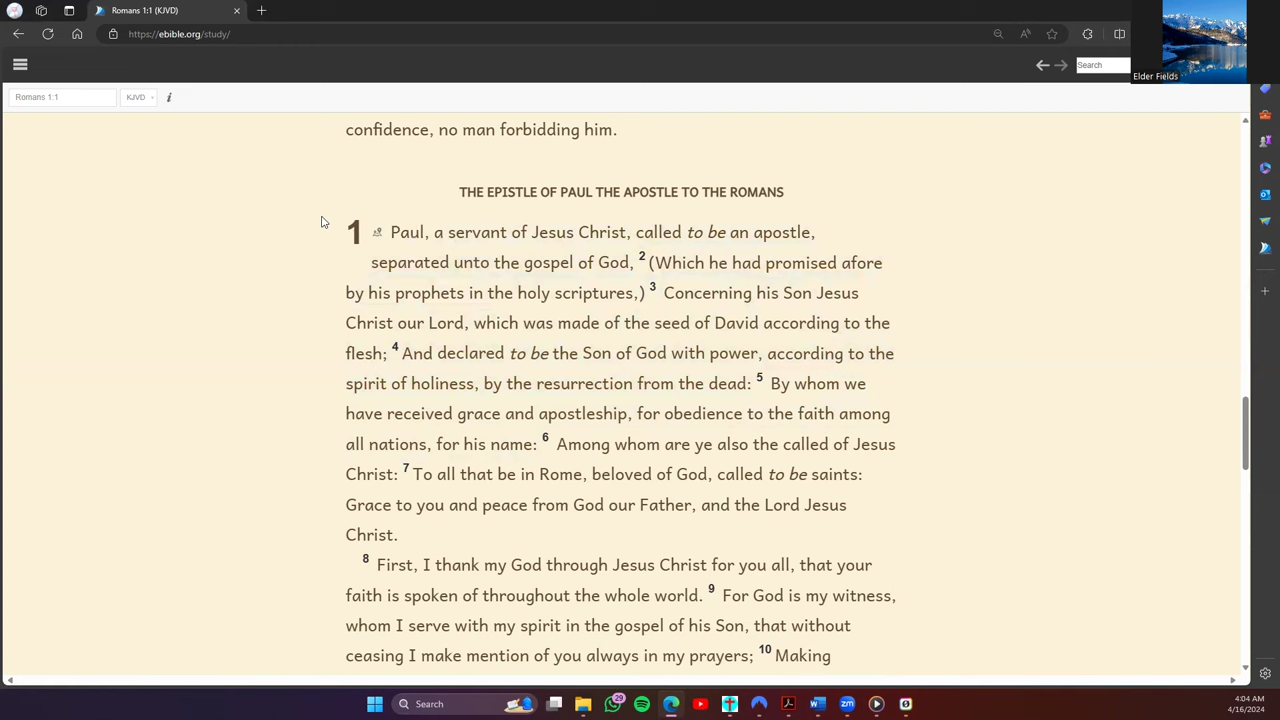 Romans 1:1 (KJVD)
https://ebible.org/study/
Elder Fields
Search
Romans 1:1
KJVD
i
confidence, no man forbidding him.
THE EPISTLE OF PAUL THE APOSTLE TO THE ROMANS
1 Paul, a servant of Jesus Christ, called to be an apostle,
separated unto the gospel of God, 2 (Which he had promised afore
by his prophets in the holy scriptures,) 3 Concerning his Son Jesus
Christ our Lord, which was made of the seed of David according to the
flesh; 4 And declared to be the Son of God with power, according to the
spirit of holiness, by the resurrection from the dead: 5 By whom we
have received grace and apostleship, for obedience to the faith among
all nations, for his name: 6 Among whom are ye also the called of Jesus
Christ: 7 To all that be in Rome, beloved of God, called to be saints:
Grace to you and peace from God our Father, and the Lord Jesus
Christ.
8 First, I thank my God through Jesus Christ for you all, that your
faith is spoken of throughout the whole world. 9 For God is my witness,
whom I serve with my spirit in the gospel of his Son, that without
ceasing I make mention of you always in my prayers; 10 Making
Search
29
4:04 AM
4/16/2024